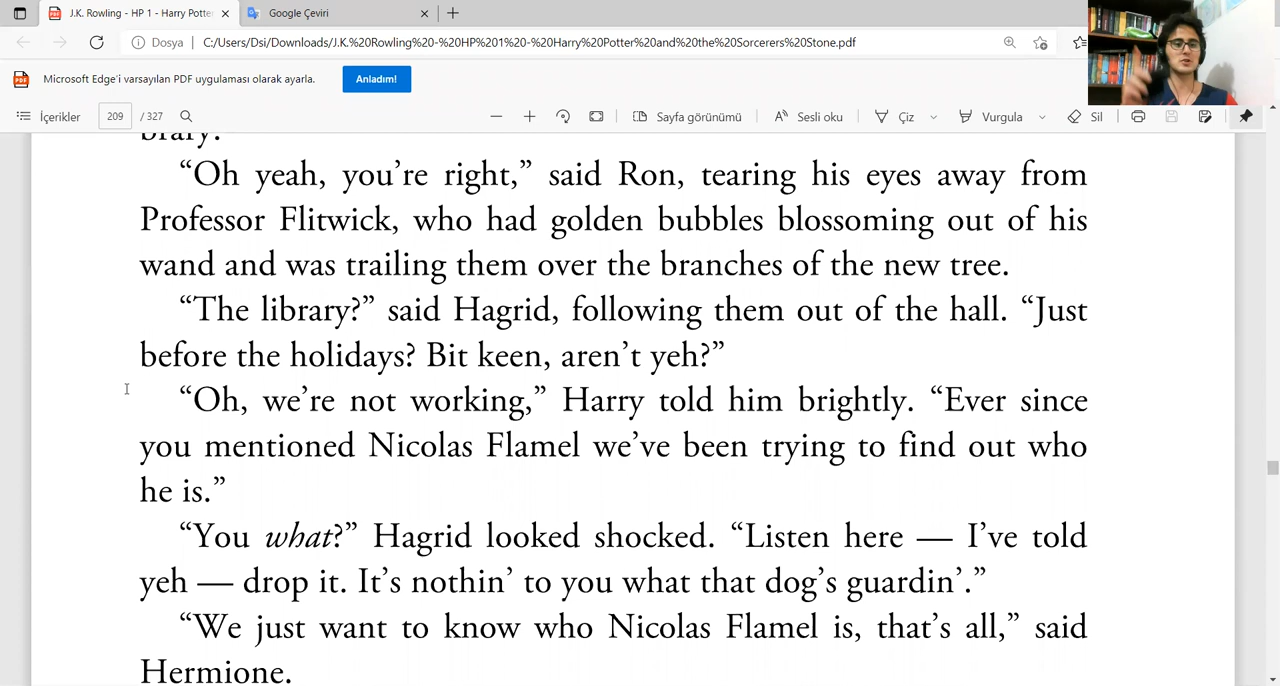 J.K. Rowling - HP 1 - Harry Potte
Google Çeviri
Dosya
C:/Users/Dsi/Downloads/J.K.%20Rowling%20-%20HP%201%20-%20Harry%20Potter%20and%20the%20Sorcerers%20Stone.pdf
PDF
Microsoft Edge'i varsayılan PDF uygulaması olarak ayarla.
Anladım!
İçerikler
209 / 327
Sayfa görünümü
Sesli oku
Çiz
Vurgula
Sil
brary?
“Oh yeah, you’re right,” said Ron, tearing his eyes away from
Professor Flitwick, who had golden bubbles blossoming out of his
wand and was trailing them over the branches of the new tree.
“The library?” said Hagrid, following them out of the hall. “Just
before the holidays? Bit keen, aren’t yeh?”
“Oh, we’re not working,” Harry told him brightly. “Ever since
you mentioned Nicolas Flamel we’ve been trying to find out who
he is.”
“You what?” Hagrid looked shocked. “Listen here — I’ve told
yeh — drop it. It’s nothin’ to you what that dog’s guardin’.”
“We just want to know who Nicolas Flamel is, that’s all,” said
Hermione.